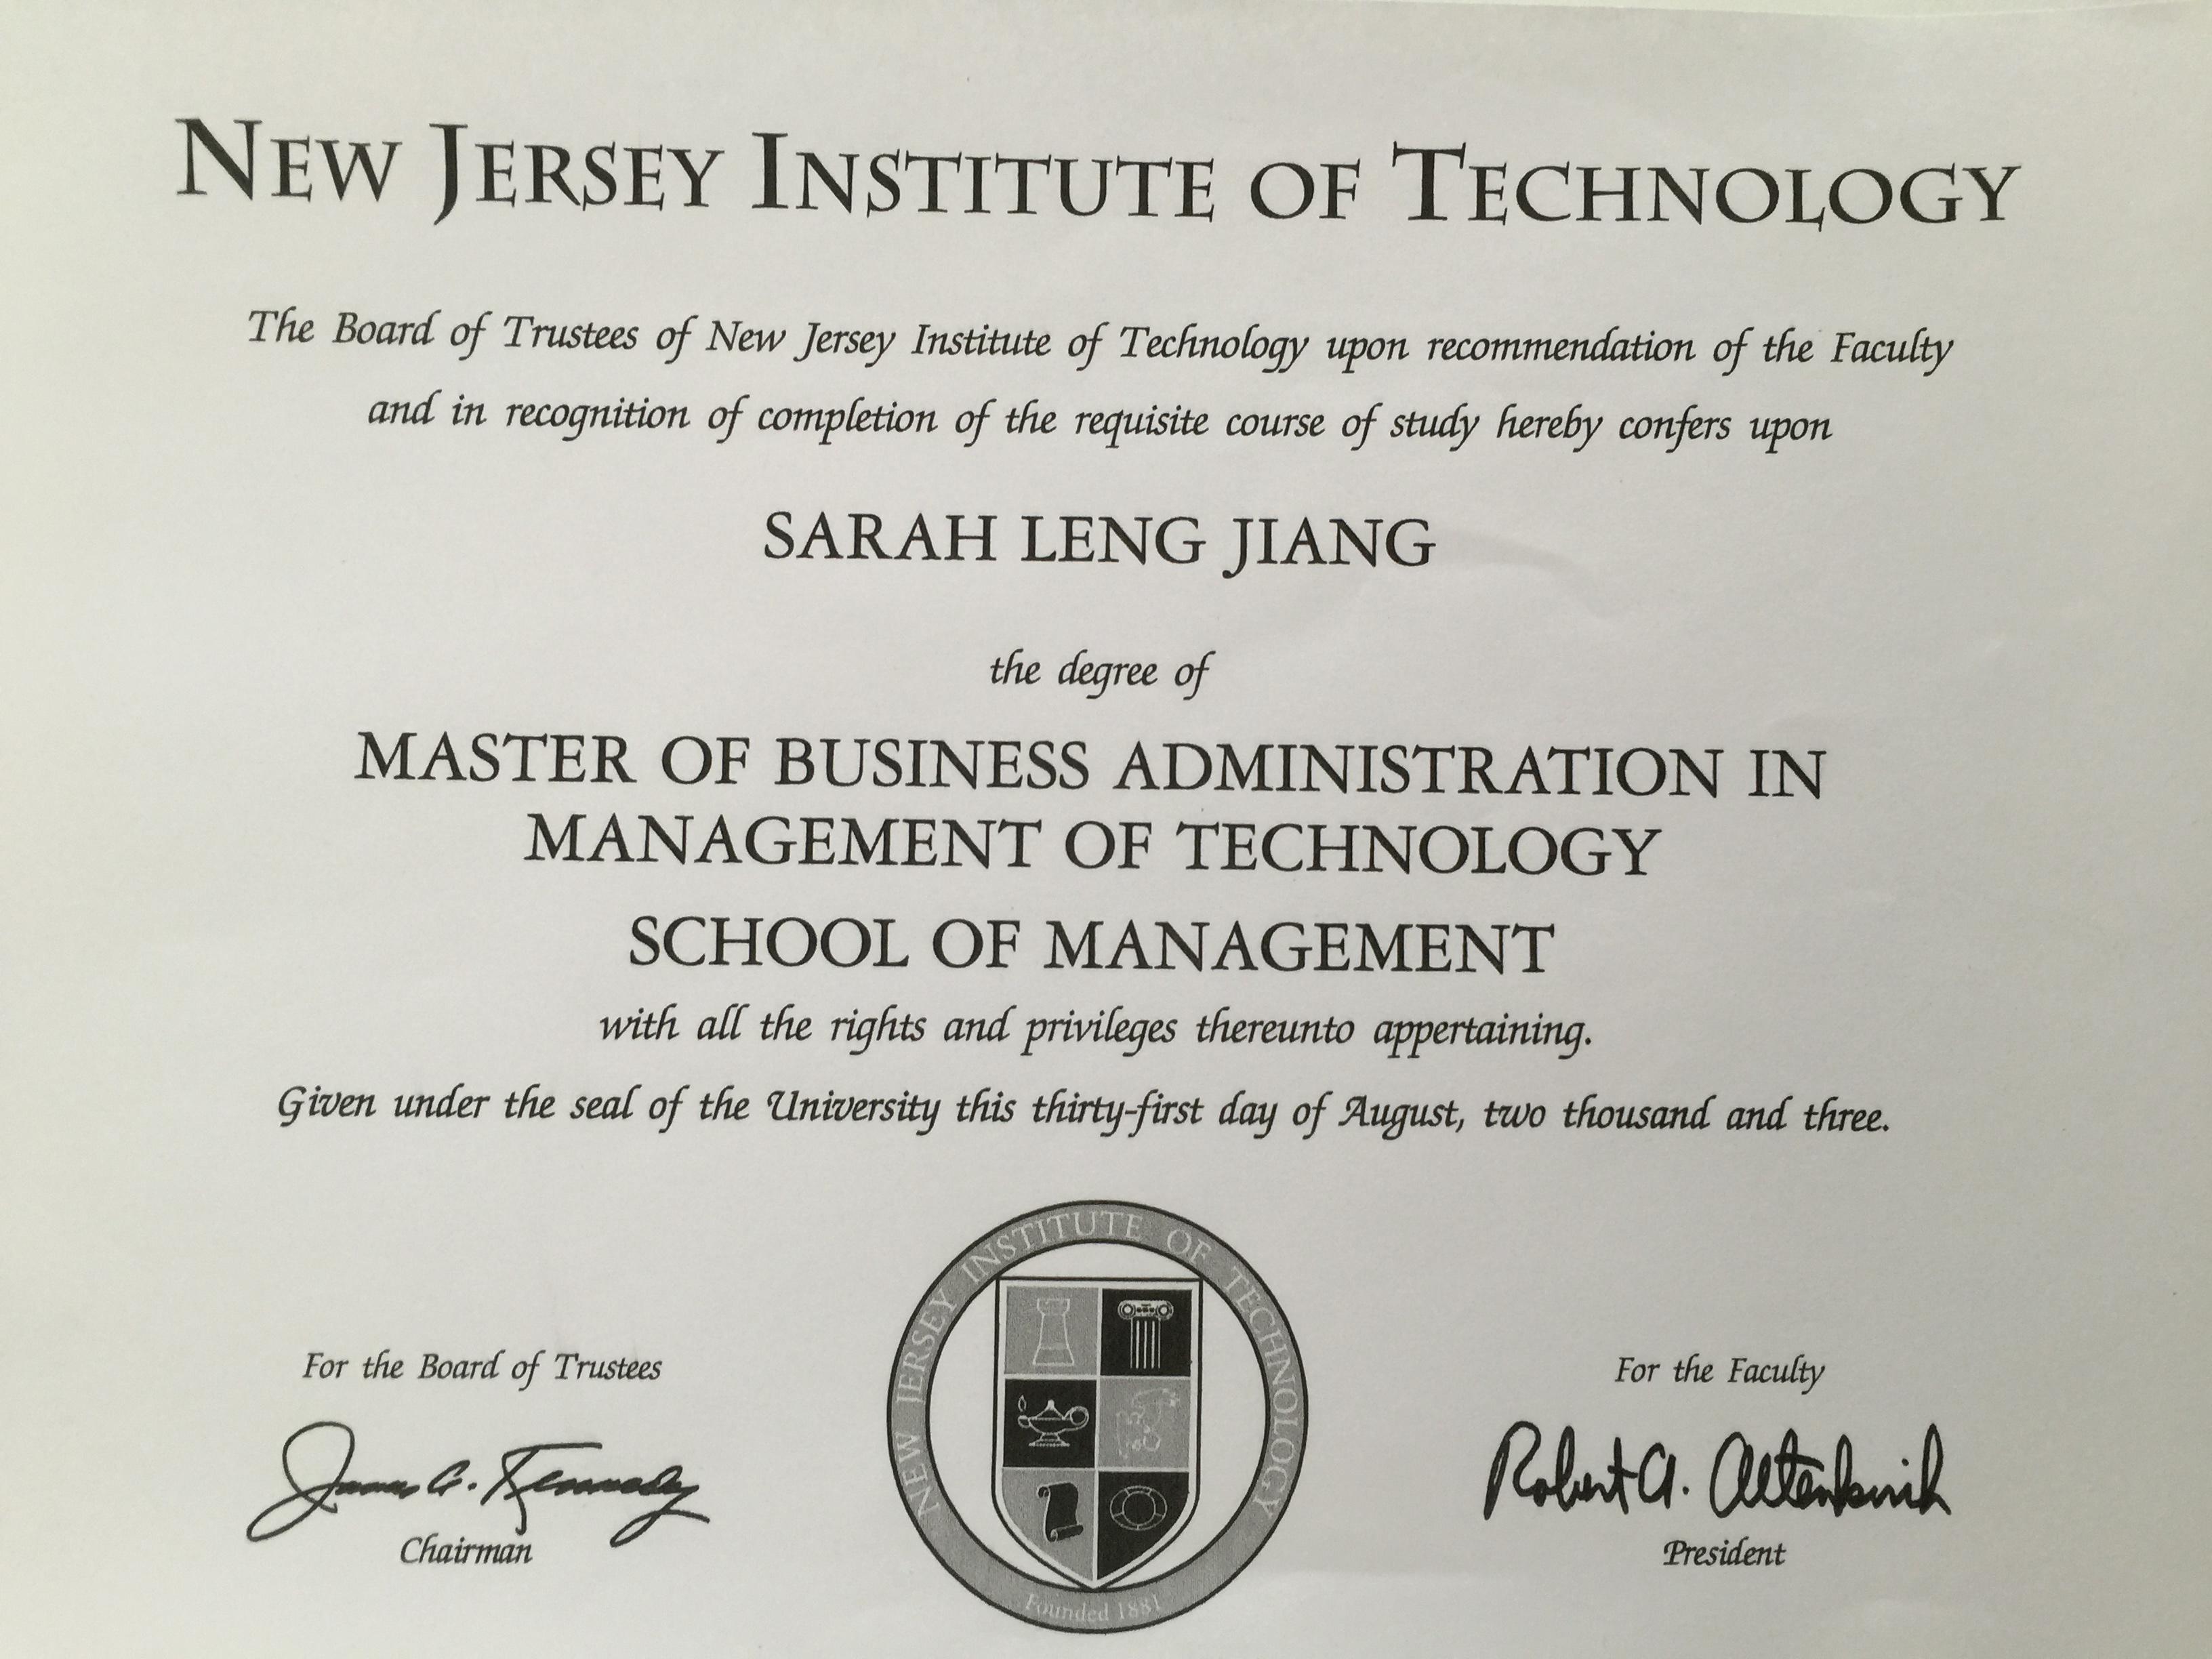 NEW JERSEY INSTITUTE OF TECHNOLOGY
The Board of Trustees of New Jersey Institute of Technology upon recommendation of the Faculty
and in recognition of completion of the requisite course of study hereby confers upon
SARAH LENG JIANG
the degree of
MASTER OF BUSINESS ADMINISTRATION IN
MANAGEMENT OF TECHNOLOGY
SCHOOL OF MANAGEMENT
with all the rights and privileges thereunto appertaining.
Given under the seal of the University this thirty-first day of August, two thousand and three.
For the Board of Trustees
Chairman
NEW JERSEY INSTITUTE OF TECHNOLOGY
Founded 1881
For the Faculty
Robert A. Altenkirch
President